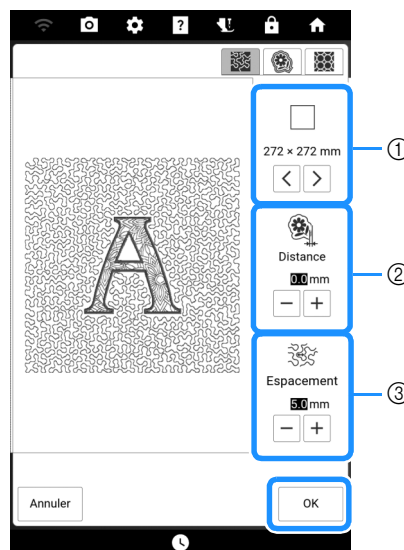 ?
A
272 × 272 mm
①
Distance
0.0 mm
②
Espacement
5.0 mm
③
Annuler
OK